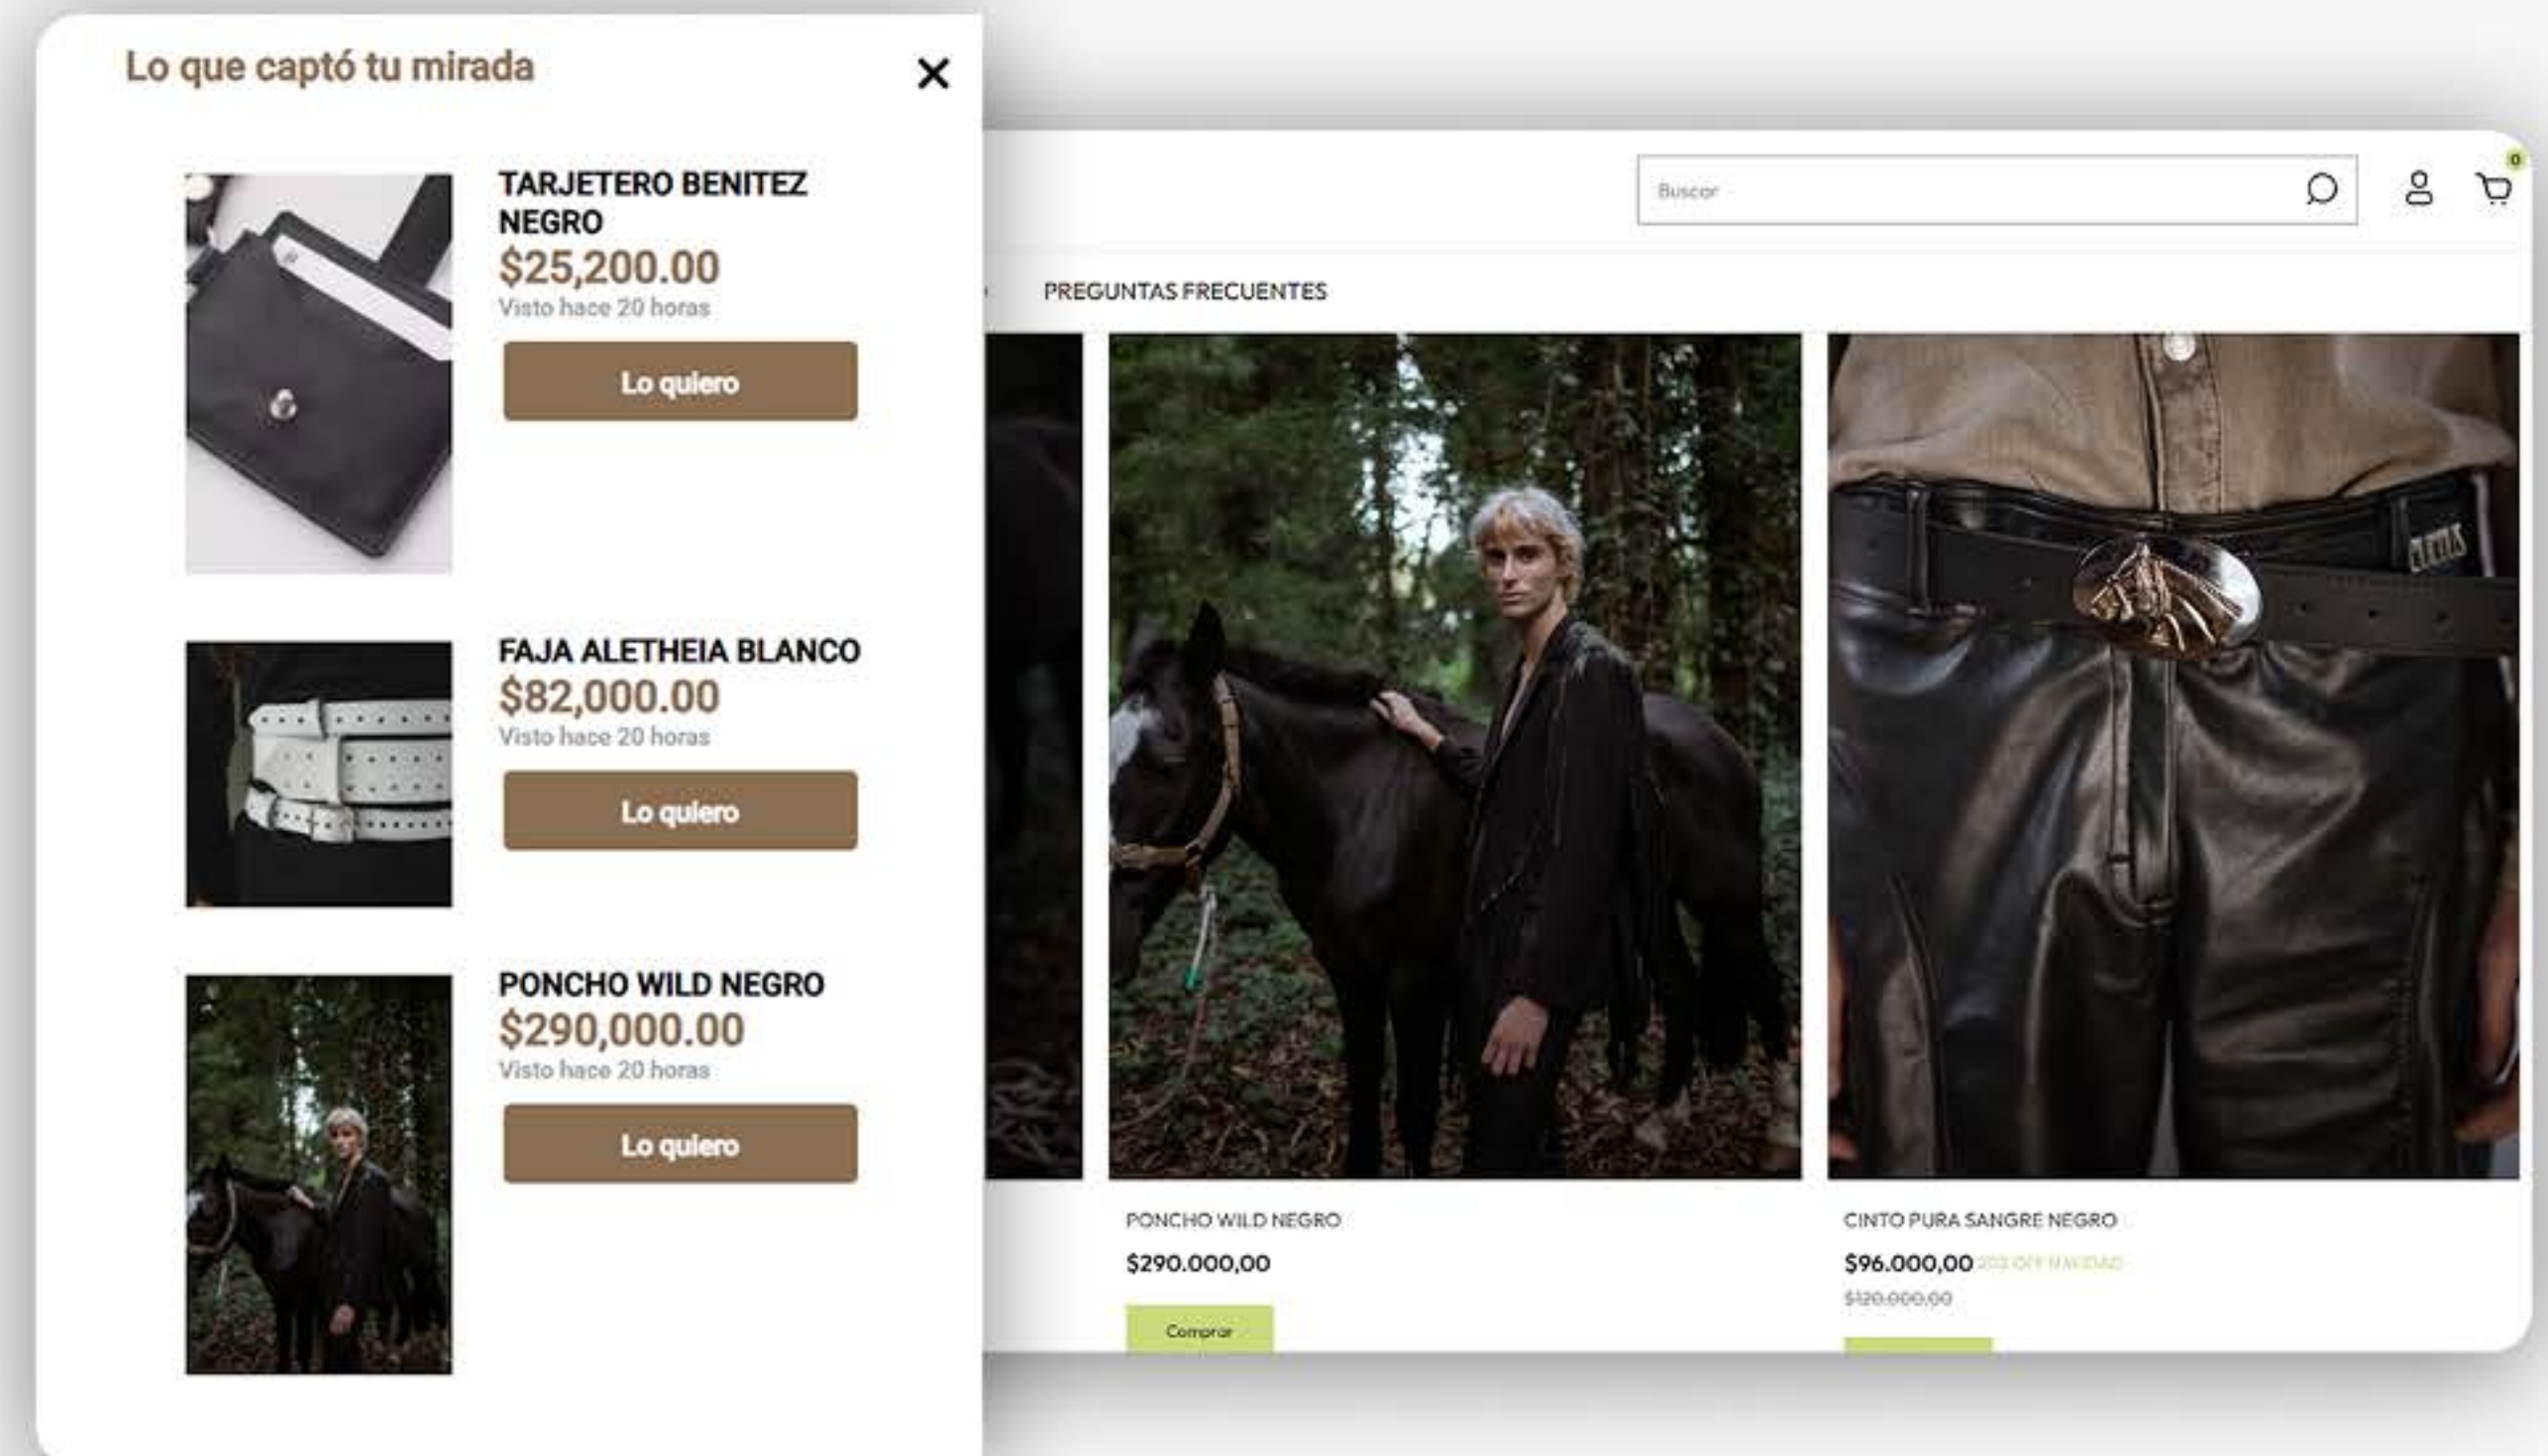 Lo que captó tu mirada
TARJETERO BENITEZ
NEGRO
$25,200.00
Visto hace 20 horas
Lo quiero
FAJA ALETHEIA BLANCO
$82,000.00
Visto hace 20 horas
Lo quiero
PONCHO WILD NEGRO
$290,000.00
Visto hace 20 horas
Lo quiero
Buscar
0
PREGUNTAS FRECUENTES
PONCHO WILD NEGRO
$290.000,00
Comprar
CINTO PURA SANGRE NEGRO
$96.000,00
$120.000,00